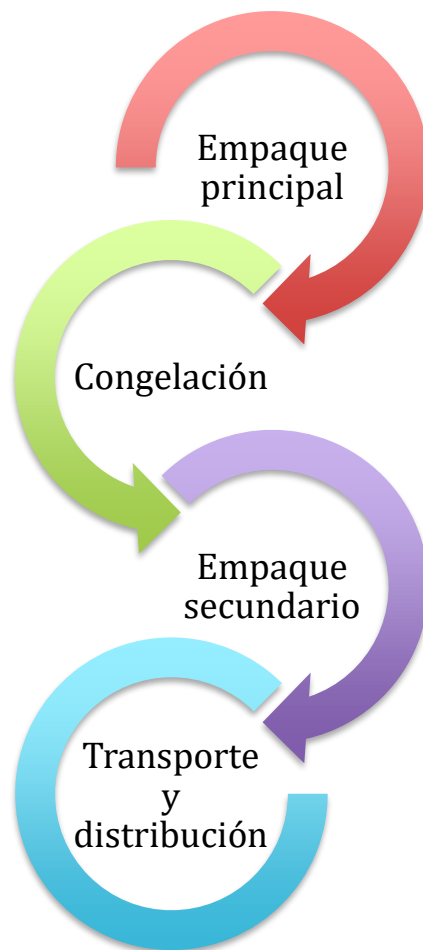 Empaque
principal
Congelación
Empaque
secundario
Transporte
y
distribución